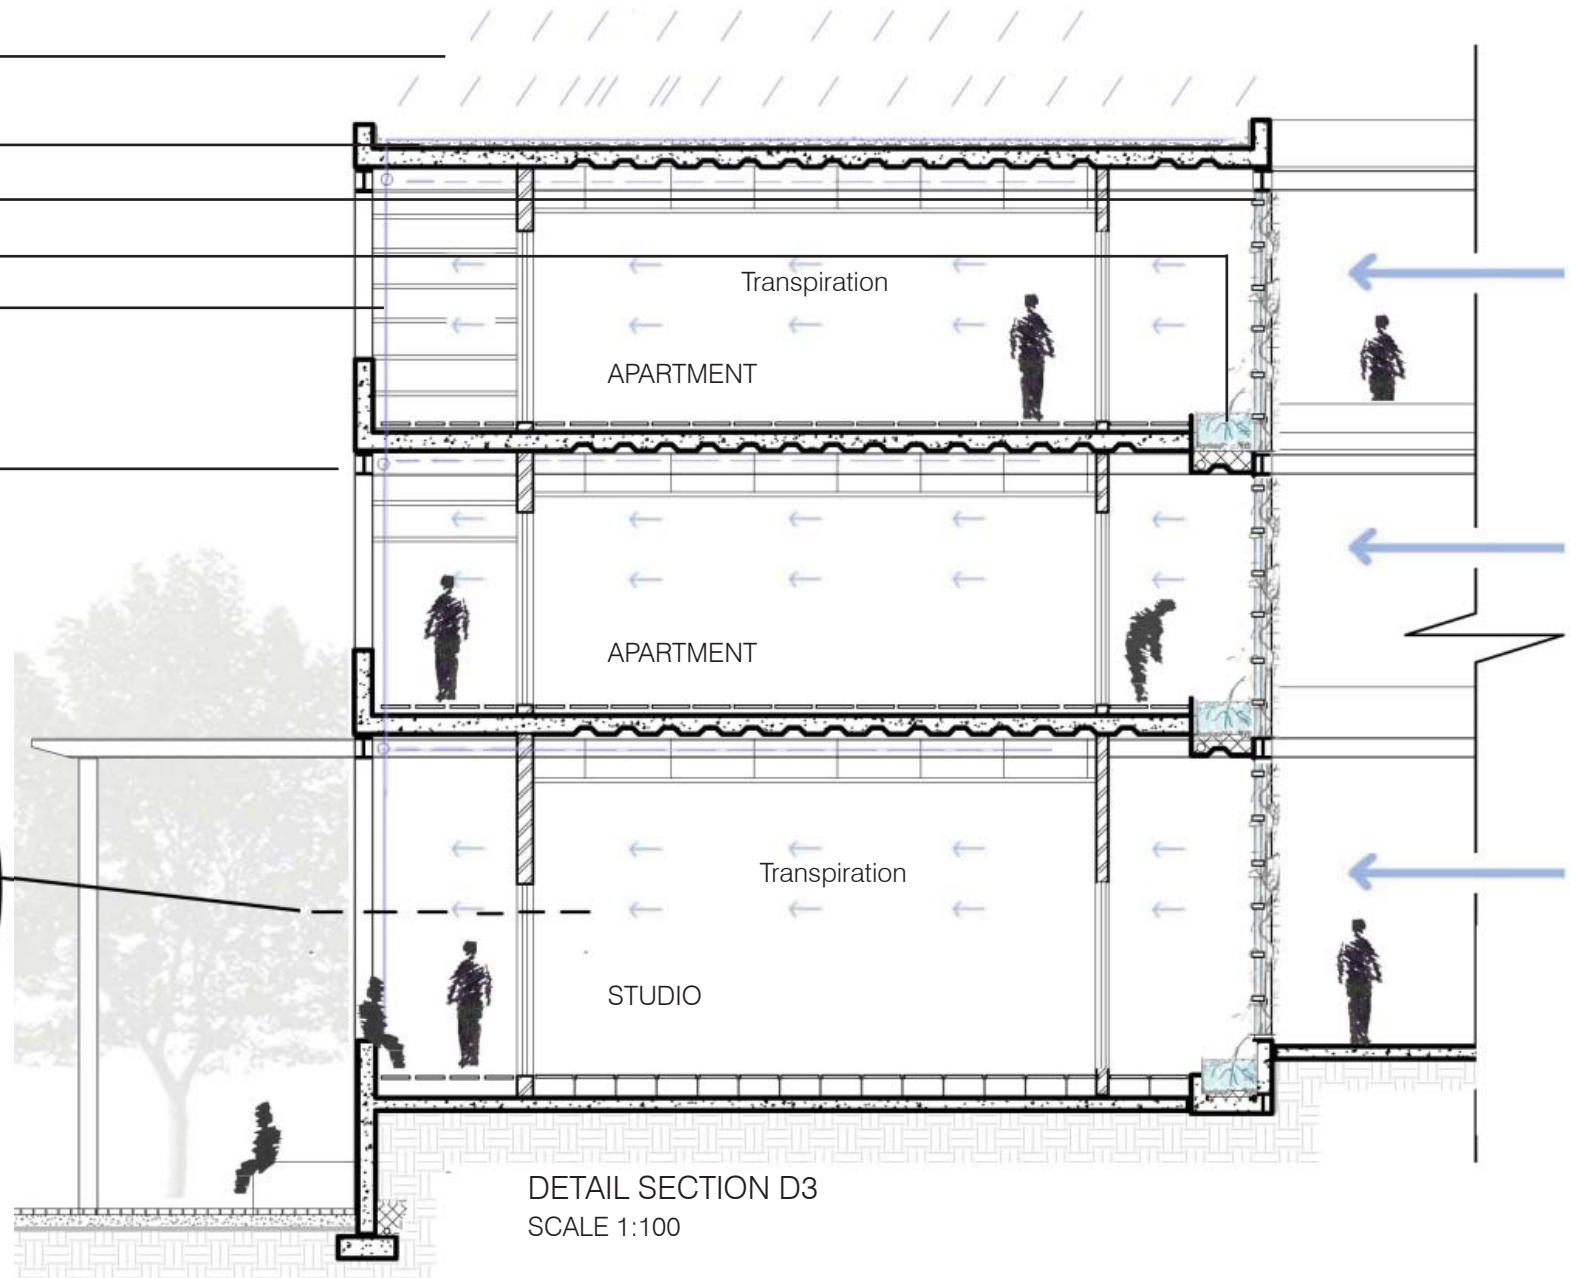 Transpiration
APARTMENT
APARTMENT
Transpiration
STUDIO
DETAIL SECTION D3
SCALE 1:100